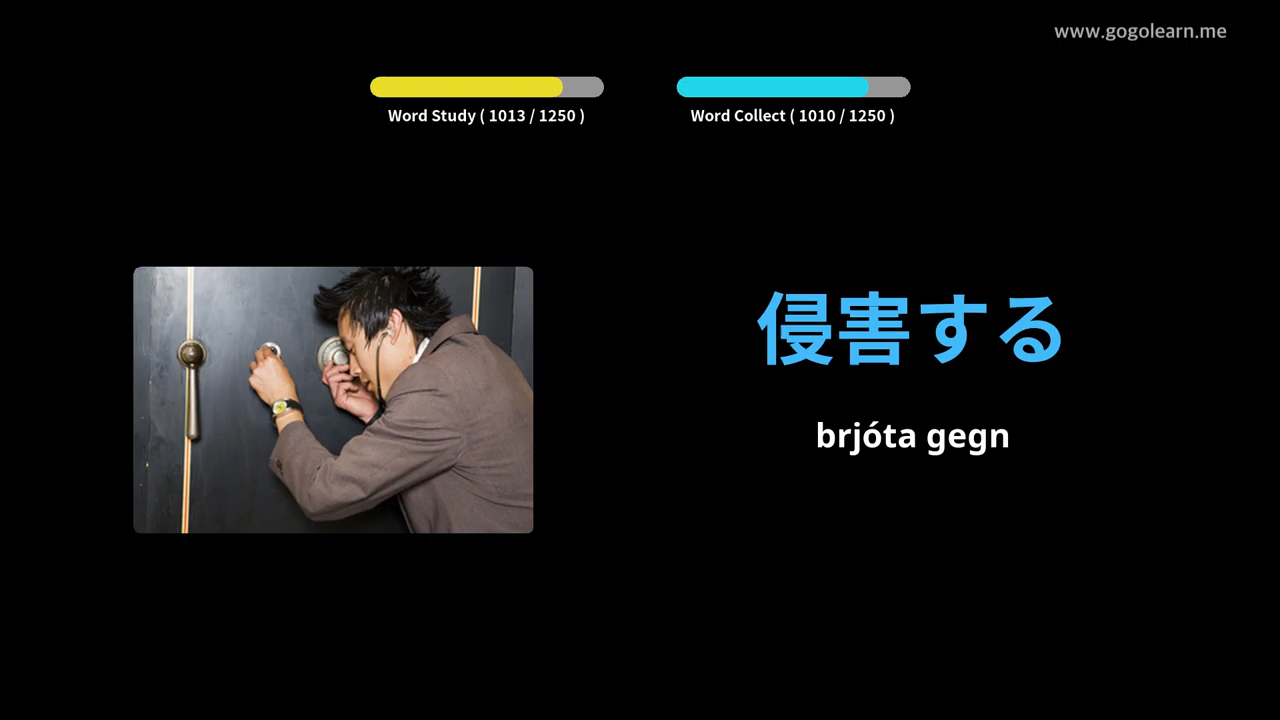 www.gogolearn.me
Word Study ( 1013 / 1250 )
Word Collect ( 1010 / 1250 )
侵害する
brjóta gegn